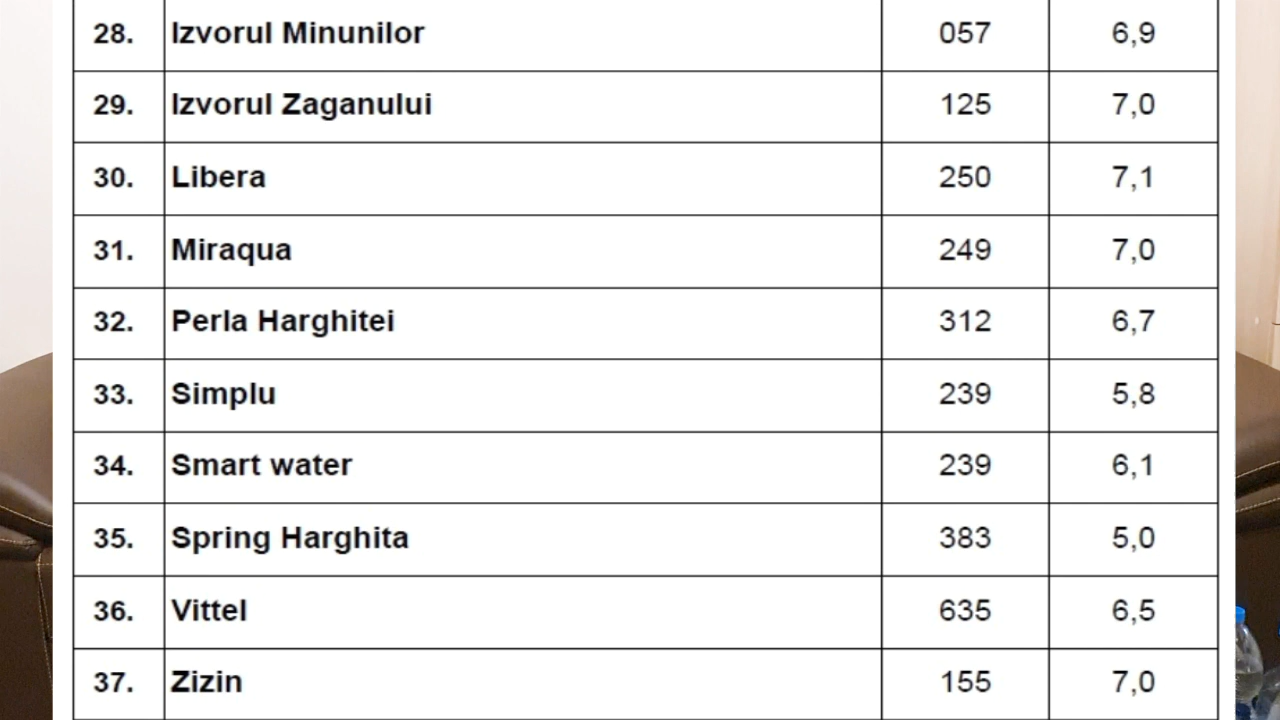 28. Izvorul Minunilor 057 6,9
29. Izvorul Zaganului 125 7,0
30. Libera 250 7,1
31. Miraqua 249 7,0
32. Perla Harghitei 312 6,7
33. Simplu 239 5,8
34. Smart water 239 6,1
35. Spring Harghita 383 5,0
36. Vittel 635 6,5
37. Zizin 155 7,0